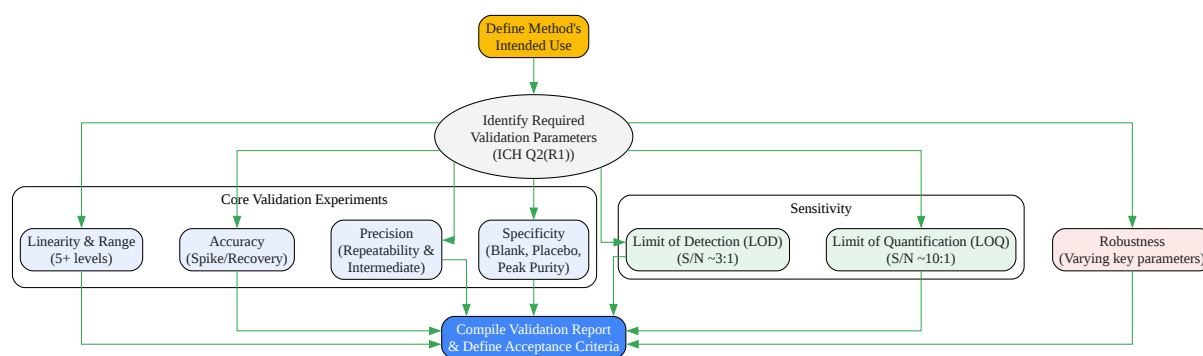 Define Method's
Intended Use
Identify Required
Validation Parameters
(ICH Q2(R1))
Core Validation Experiments
Linearity & Range
(5+ levels)
Accuracy
(Spike/Recovery)
Precision
(Repeatability &
Intermediate)
Specificity
(Blank, Placebo,
Peak Purity)
Sensitivity
Limit of Detection (LOD)
(S/N ~3:1)
Limit of Quantification (LOQ)
(S/N ~10:1)
Robustness
(Varying key parameters)
Compile Validation Report
& Define Acceptance Criteria